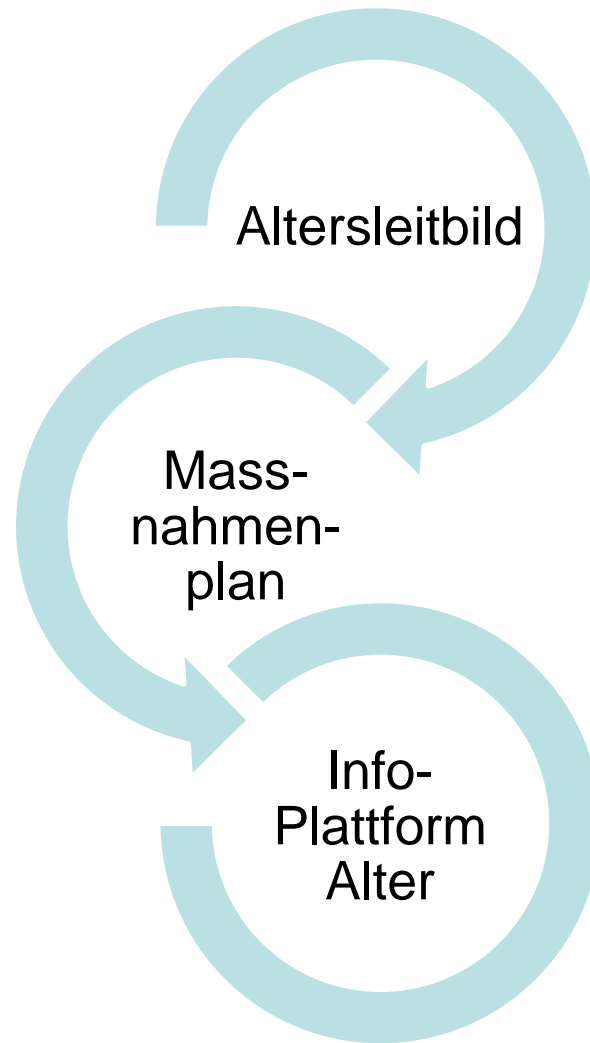 Altersleitbild
Mass-
nahmen-
plan
Info-
Plattform
Alter